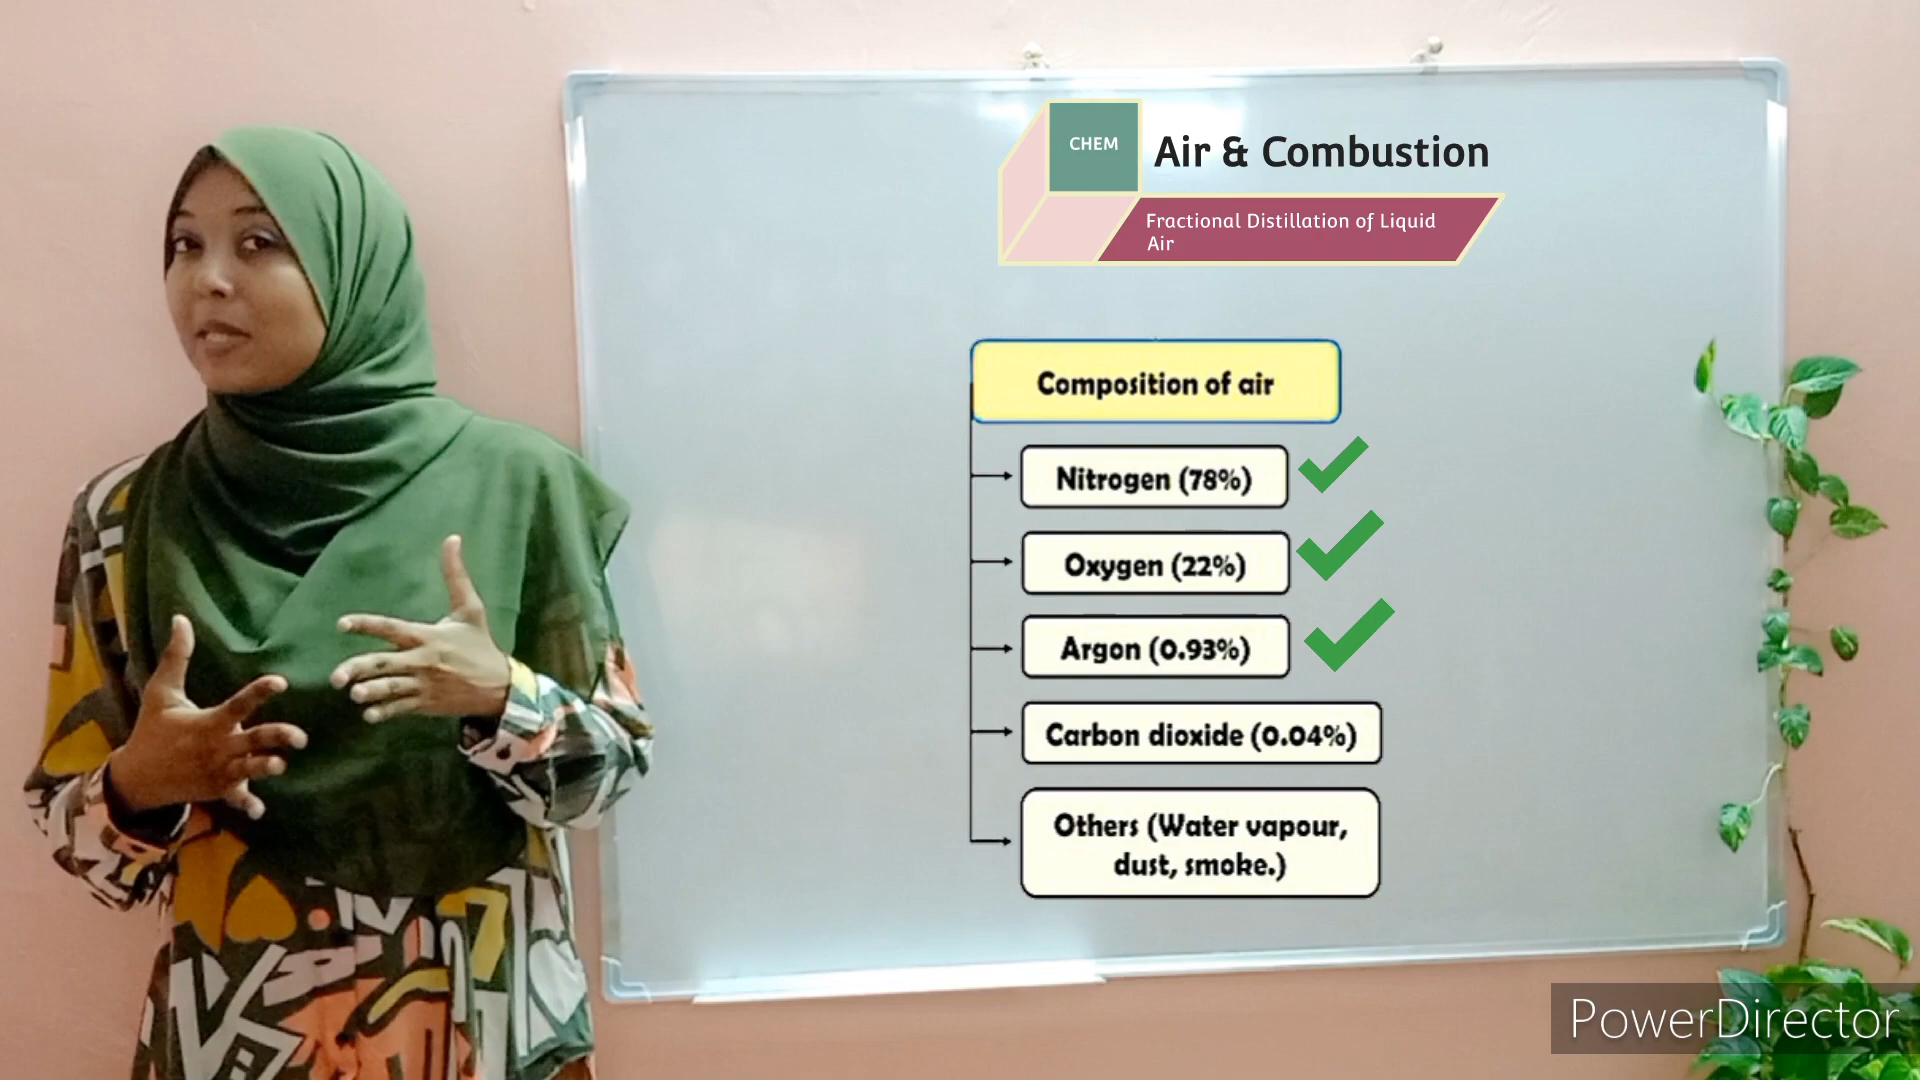 CHEM
Air & Combustion
Fractional Distillation of Liquid
Air
Composition of air
Nitrogen (78%)
Oxygen (22%)
Argon (0.93%)
Carbon dioxide (0.04%)
Others (Water vapour,
dust, smoke.)
PowerDirector